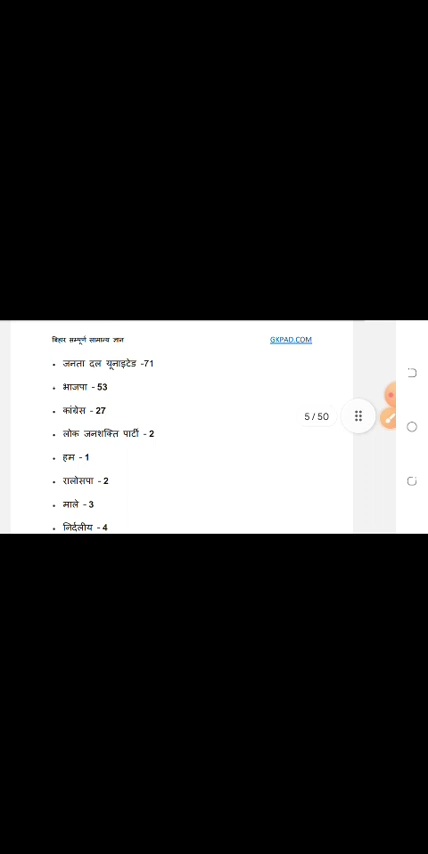 बिहार सम्पूर्ण सामान्य ज्ञान GKPAD.COM
• जनता दल यूनाइटेड -71
• भाजपा - 53
• कांग्रेस - 27
5 / 50
• लोक जनशक्ति पार्टी - 2
• हम - 1
• रालोसपा - 2
• माले - 3
• निर्दलीय - 4